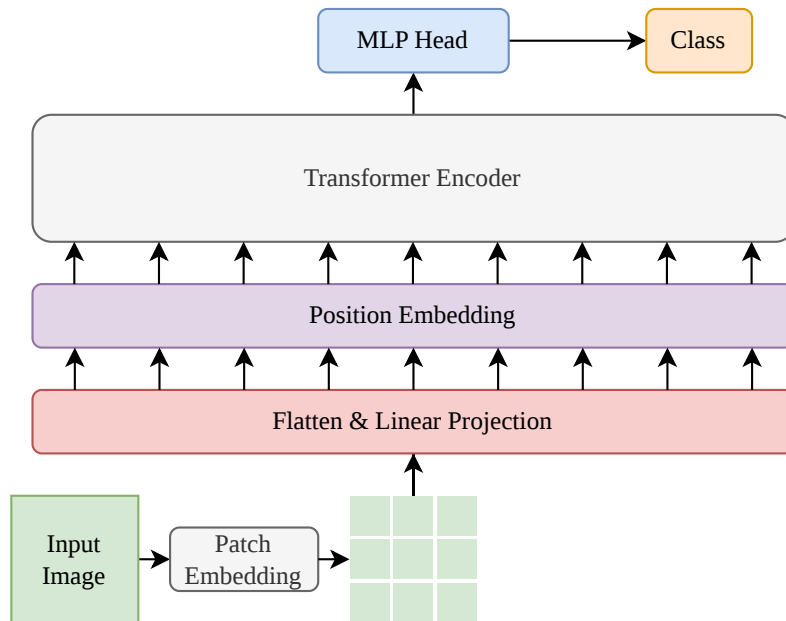 MLP Head
Class
Transformer Encoder
Position Embedding
Flatten & Linear Projection
Input
Image
Patch
Embedding